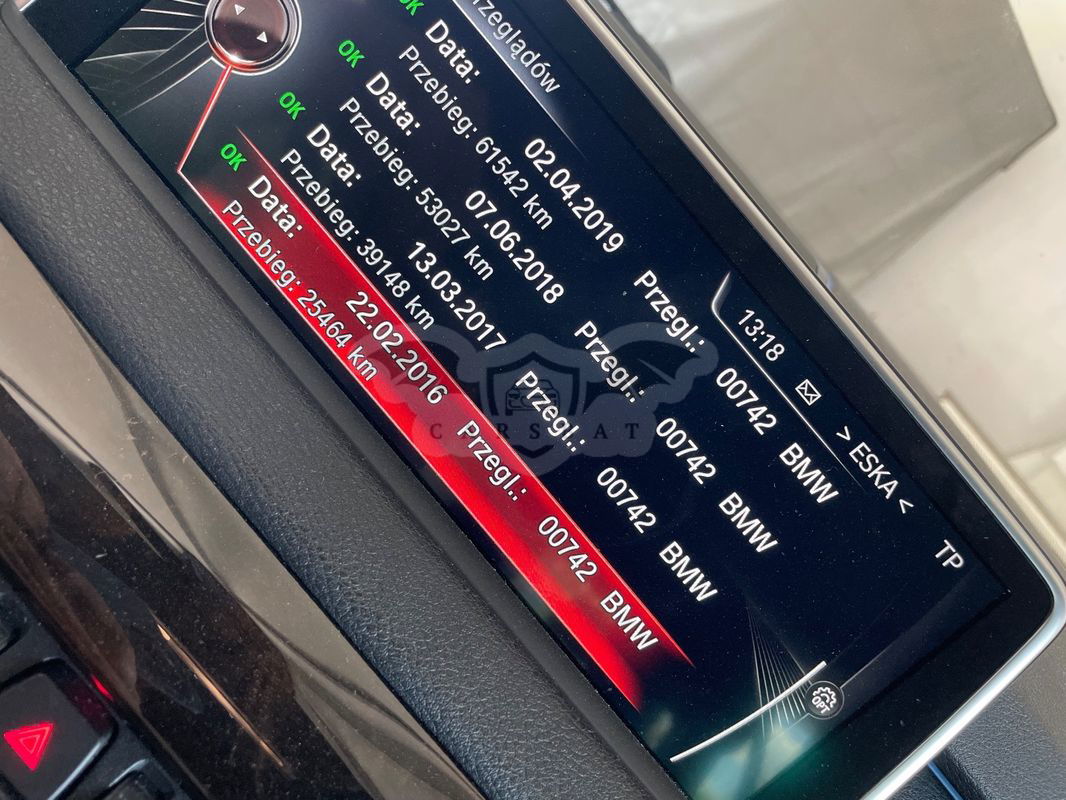 13:18 > ESKA < TP
OK Data: 02.04.2019 Przegl.: 00742 BMW
Przebieg: 61542 km
OK Data: 07.06.2018 Przegl.: 00742 BMW
Przebieg: 53027 km
OK Data: 13.03.2017 Przegl.: 00742 BMW
Przebieg: 39148 km
OK Data: 22.02.2016 Przegl.: 00742 BMW
Przebieg: 25464 km
OPT